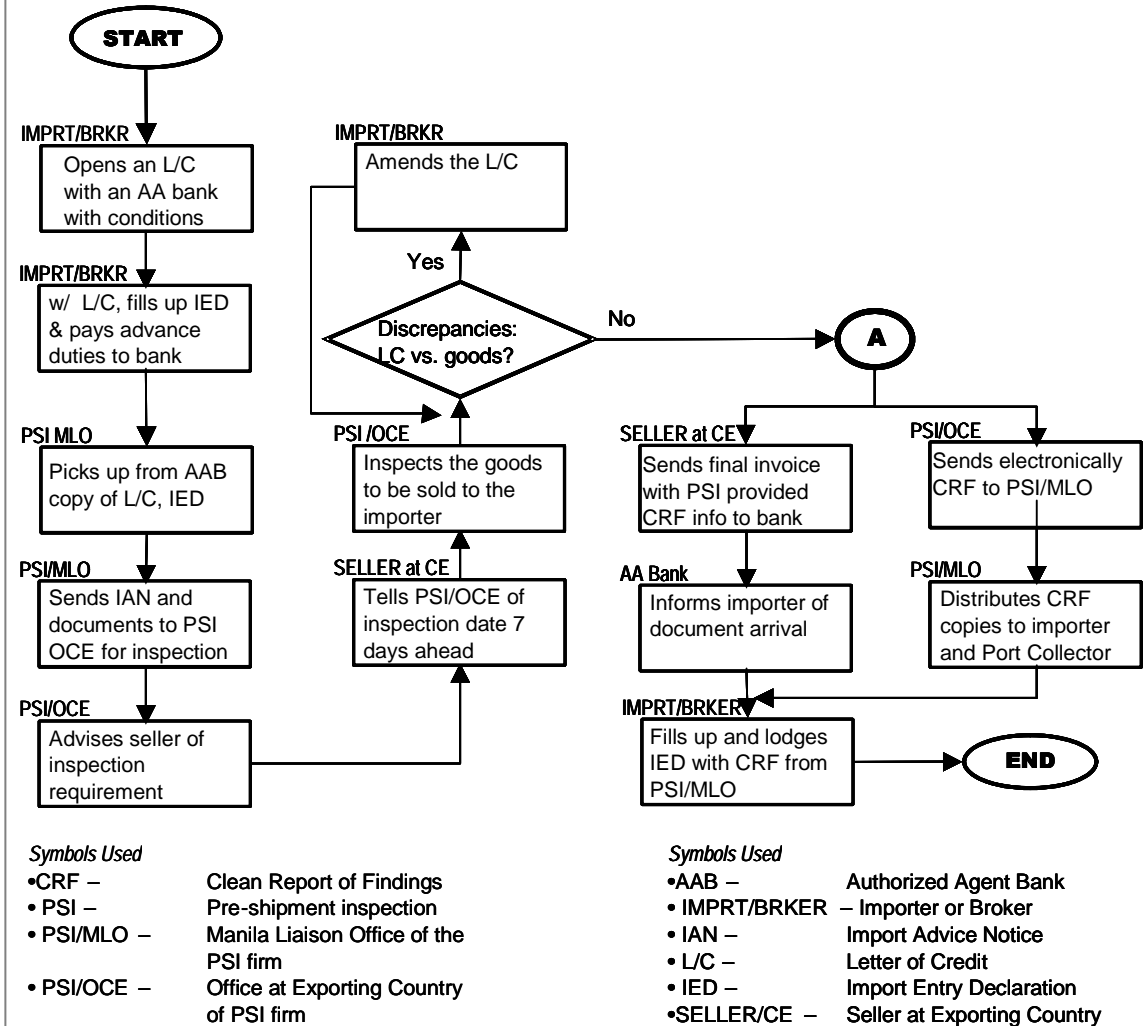 START
IMPRT/BRKR
Opens an L/C
with an AA bank
with conditions
IMPRT/BRKR
w/ L/C, fills up IED
& pays advance
duties to bank
PSI MLO
Picks up from AAB
copy of L/C, IED
PSI/MLO
Sends IAN and
documents to PSI
OCE for inspection
PSI/OCE
Advises seller of
inspection
requirement
IMPRT/BRKR
Amends the L/C
Yes
Discrepancies:
LC vs. goods?
No
PSI /OCE
Inspects the goods
to be sold to the
importer
SELLER at CE
Tells PSI/OCE of
inspection date 7
days ahead
A
SELLER at CE
Sends final invoice
with PSI provided
CRF info to bank
AA Bank
Informs importer of
document arrival
PSI/OCE
Sends electronically
CRF to PSI/MLO
PSI/MLO
Distributes CRF
copies to importer
and Port Collector
IMPRT/BRKER
Fills up and lodges
IED with CRF from
PSI/MLO
END
Symbols Used
•CRF – Clean Report of Findings
• PSI – Pre-shipment inspection
• PSI/MLO – Manila Liaison Office of the
PSI firm
• PSI/OCE – Office at Exporting Country
of PSI firm
Symbols Used
•AAB – Authorized Agent Bank
• IMPRT/BRKER – Importer or Broker
• IAN – Import Advice Notice
• L/C – Letter of Credit
• IED – Import Entry Declaration
•SELLER/CE – Seller at Exporting Country